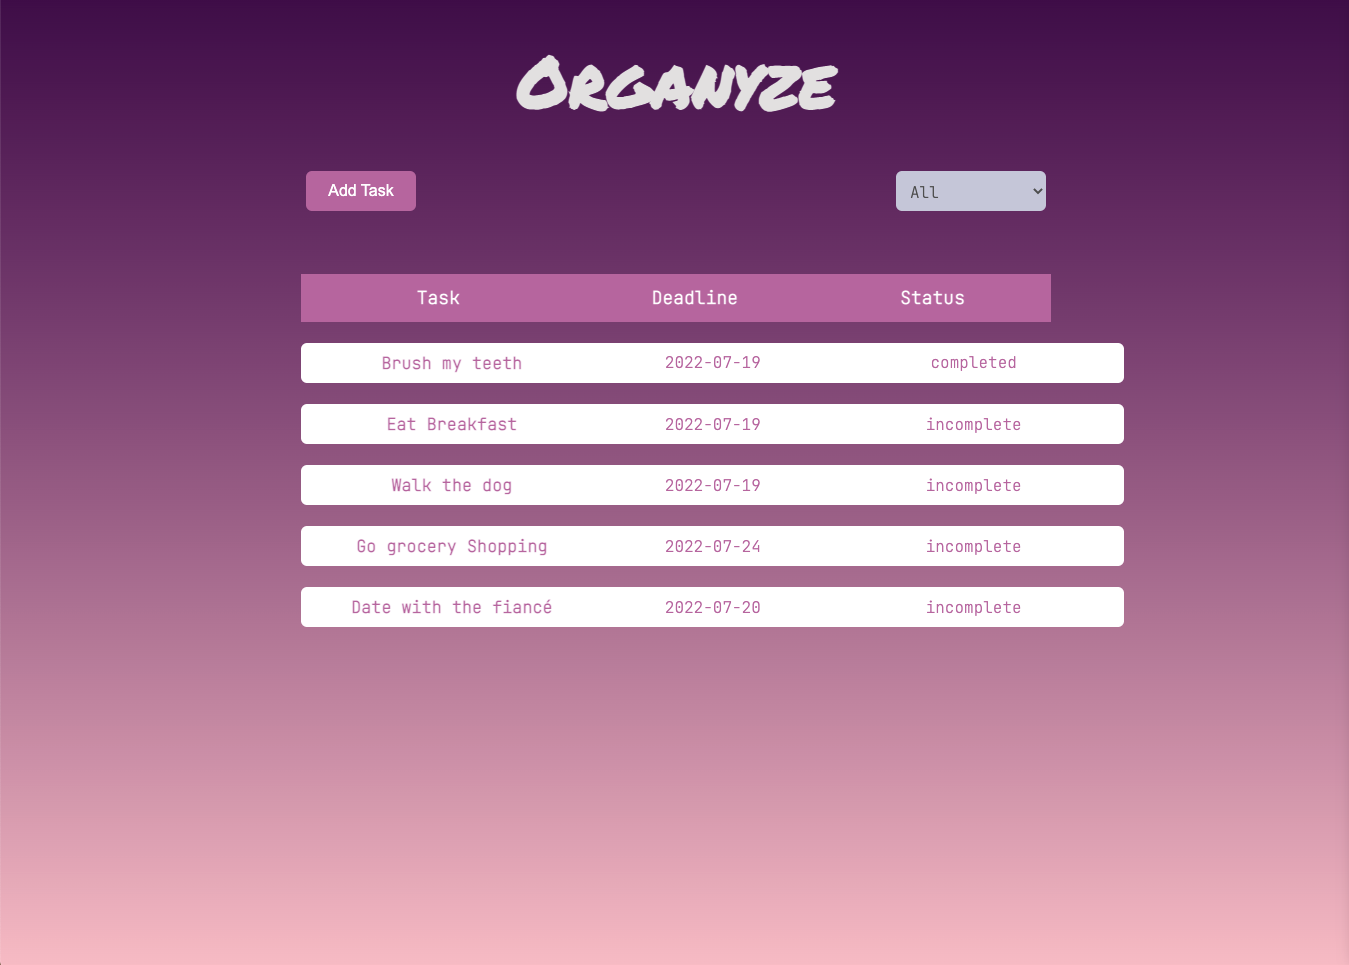 ORGANYZE
Add Task All
Task Deadline Status
Brush my teeth 2022-07-19 completed
Eat Breakfast 2022-07-19 incomplete
Walk the dog 2022-07-19 incomplete
Go grocery Shopping 2022-07-24 incomplete
Date with the fiancé 2022-07-20 incomplete